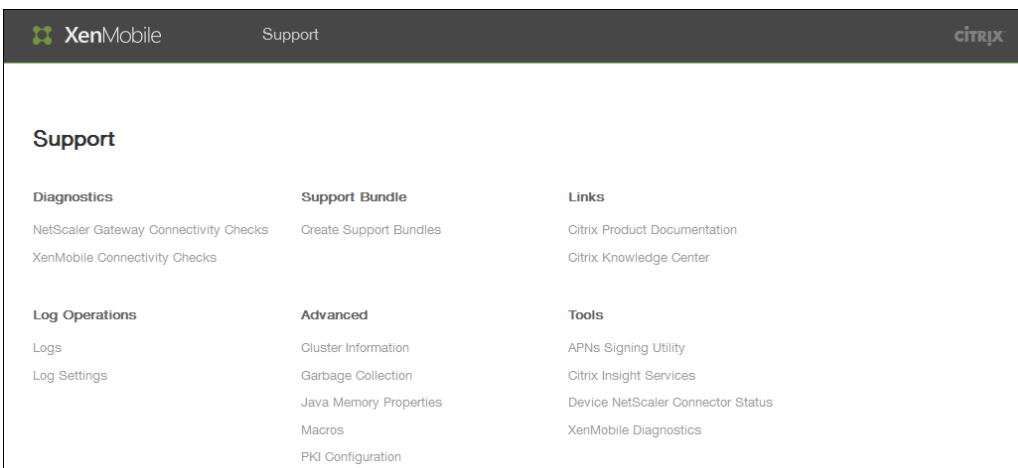 XenMobile Support CITRIX
Support
Diagnostics
NetScaler Gateway Connectivity Checks
XenMobile Connectivity Checks
Support Bundle
Create Support Bundles
Links
Citrix Product Documentation
Citrix Knowledge Center
Log Operations
Logs
Log Settings
Advanced
Cluster Information
Garbage Collection
Java Memory Properties
Macros
PKI Configuration
Tools
APNs Signing Utility
Citrix Insight Services
Device NetScaler Connector Status
XenMobile Diagnostics